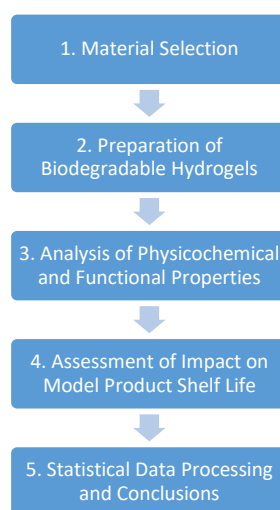 1. Material Selection
2. Preparation of
Biodegradable Hydrogels
3. Analysis of Physicochemical
and Functional Properties
4. Assessment of Impact on
Model Product Shelf Life
5. Statistical Data Processing
and Conclusions